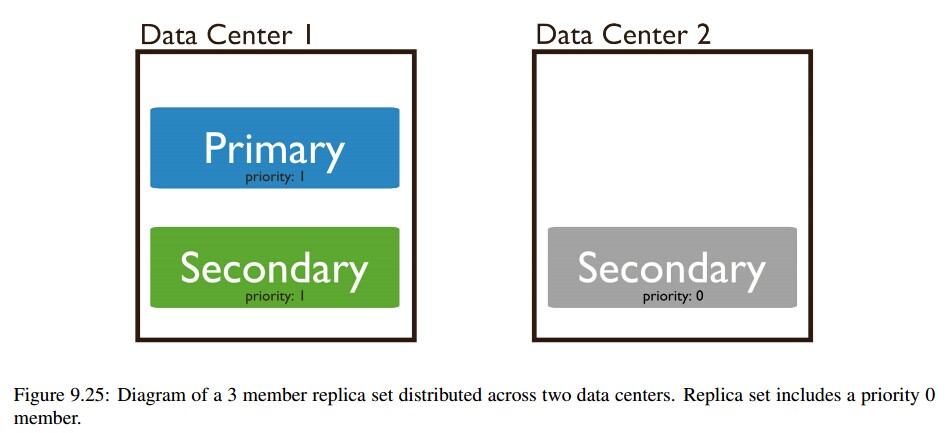 Data Center 1
Data Center 2
Primary
priority: 1
Secondary
priority: 1
Secondary
priority: 0
Figure 9.25: Diagram of a 3 member replica set distributed across two data centers. Replica set includes a priority 0
member.